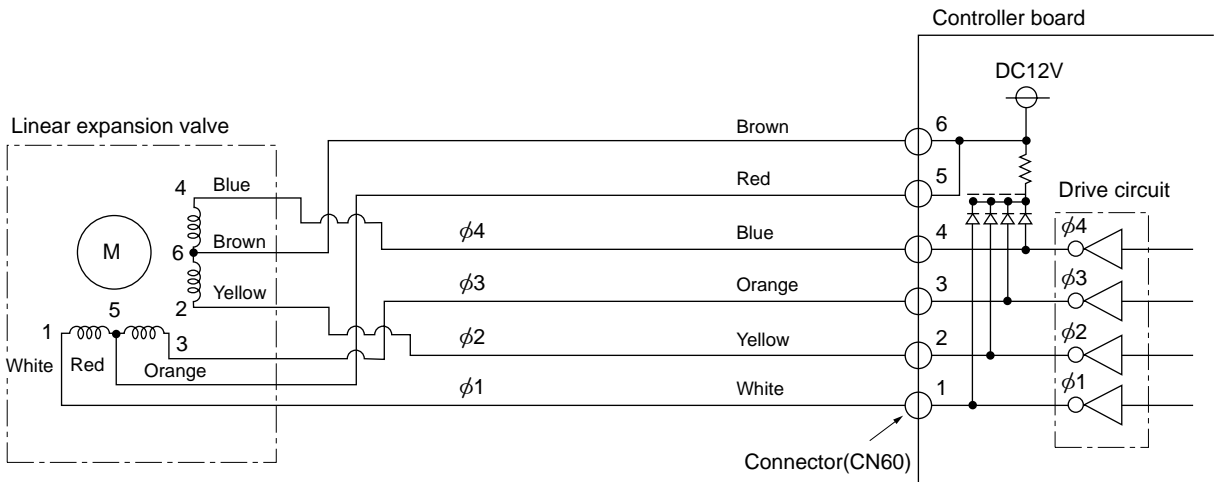 Controller board
DC12V
Linear expansion valve
Brown
6
4
Blue
Red
5
Drive circuit
M
6
Brown
ϕ4
Blue
4
ϕ4
2
Yellow
ϕ3
Orange
3
ϕ3
1
5
3
ϕ2
Yellow
2
ϕ2
White
Red
Orange
ϕ1
White
1
ϕ1
Connector(CN60)